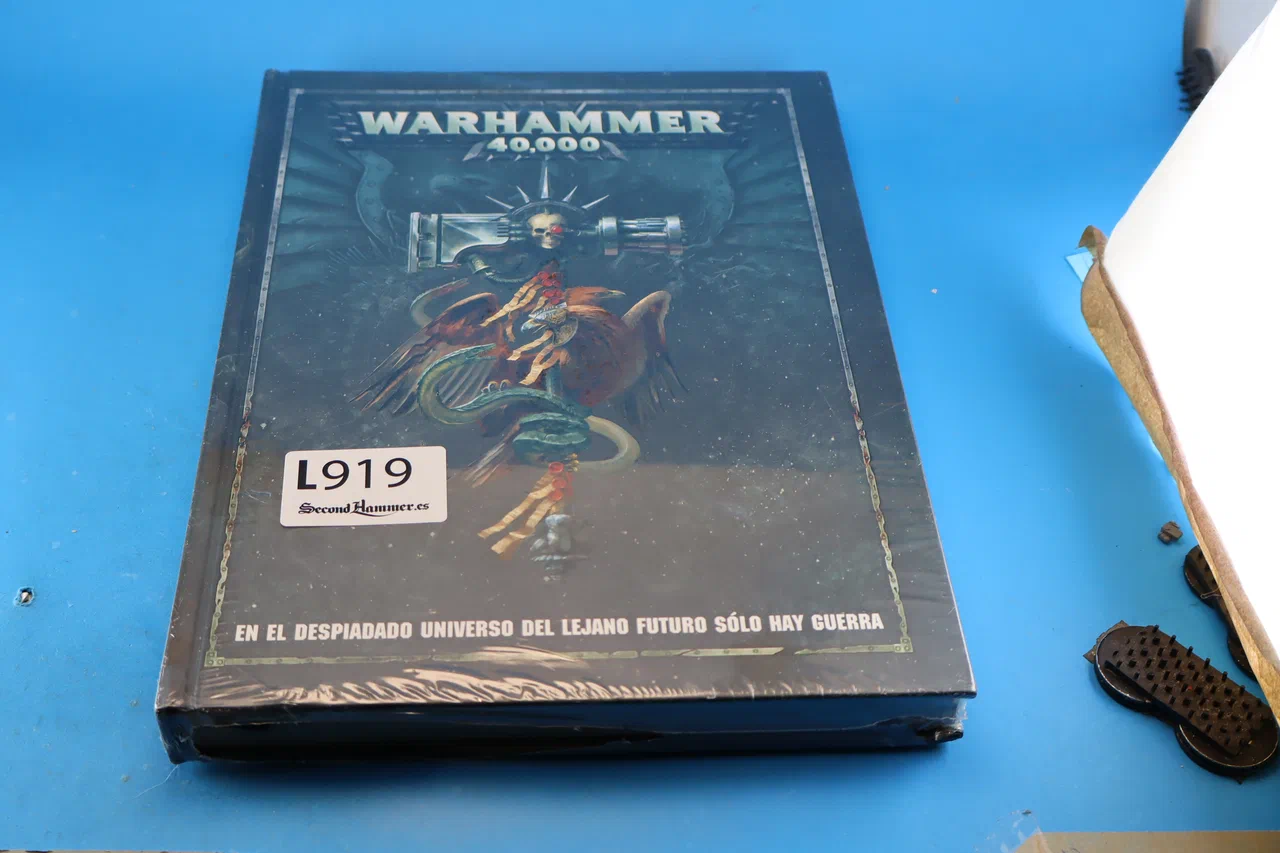 WARHAMMER
40,000
L919
SecondHammer.es
EN EL DESPIADADO UNIVERSO DEL LEJANO FUTURO SÓLO HAY GUERRA